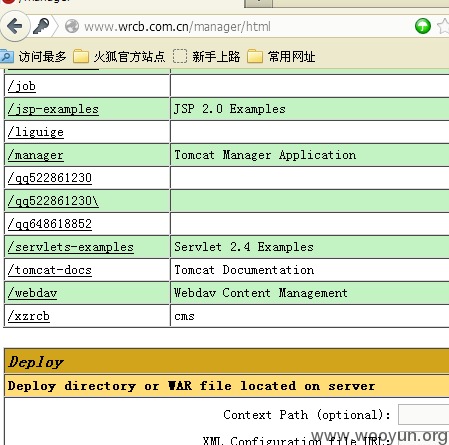 www.wrcb.com.cn/manager/html
访问最多 火狐官方站点 新手上路 常用网址
/job
/jsp-examples JSP 2.0 Examples
/liguige
/manager Tomcat Manager Application
/qq522861230
/qq522861230\
/qq648618852
/servlets-examples Servlet 2.4 Examples
/tomcat-docs Tomcat Documentation
/webdav Webdav Content Management
/xzrcb cms
Deploy
Deploy directory or WAR file located on server
Context Path (optional):
XML Configuration file URL:
www.wooyun.org